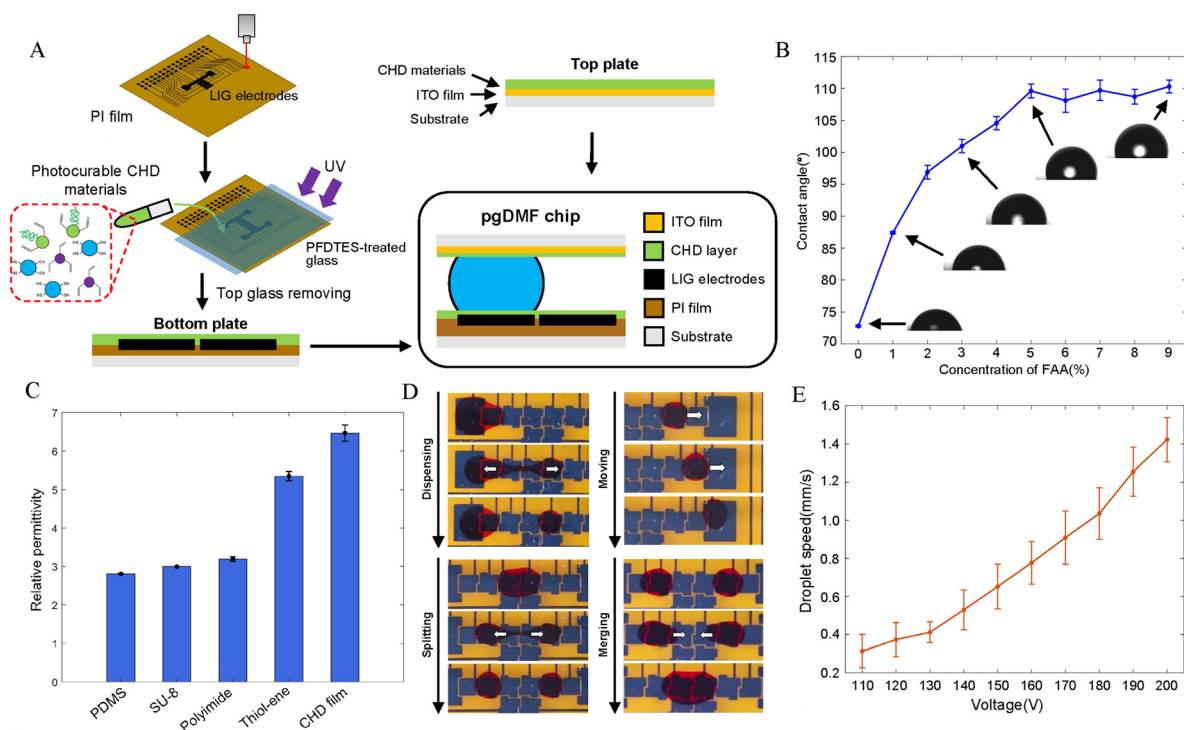 A
LIG electrodes
PI film
Photocurable CHD
materials
UV
PFDTES-treated
glass
Top glass removing
Bottom plate
Top plate
CHD materials
ITO film
Substrate
pgDMF chip
ITO film
CHD layer
LIG electrodes
PI film
Substrate
B
Contact angle(°)
110
105
100
95
90
85
80
75
70
0 1 2 3 4 5 6 7 8 9
Concentration of FAA(%)
C
Relative permittivity
7
6
5
4
3
2
1
0
PDMS
SU-8
Polyimide
Thiol-ene
CHD film
D
Dispensing
Moving
Splitting
Merging
E
Droplet speed(mm/s)
1.6
1.4
1.2
1.0
0.8
0.6
0.4
0.2
110 120 130 140 150 160 170 180 190 200
Voltage(V)